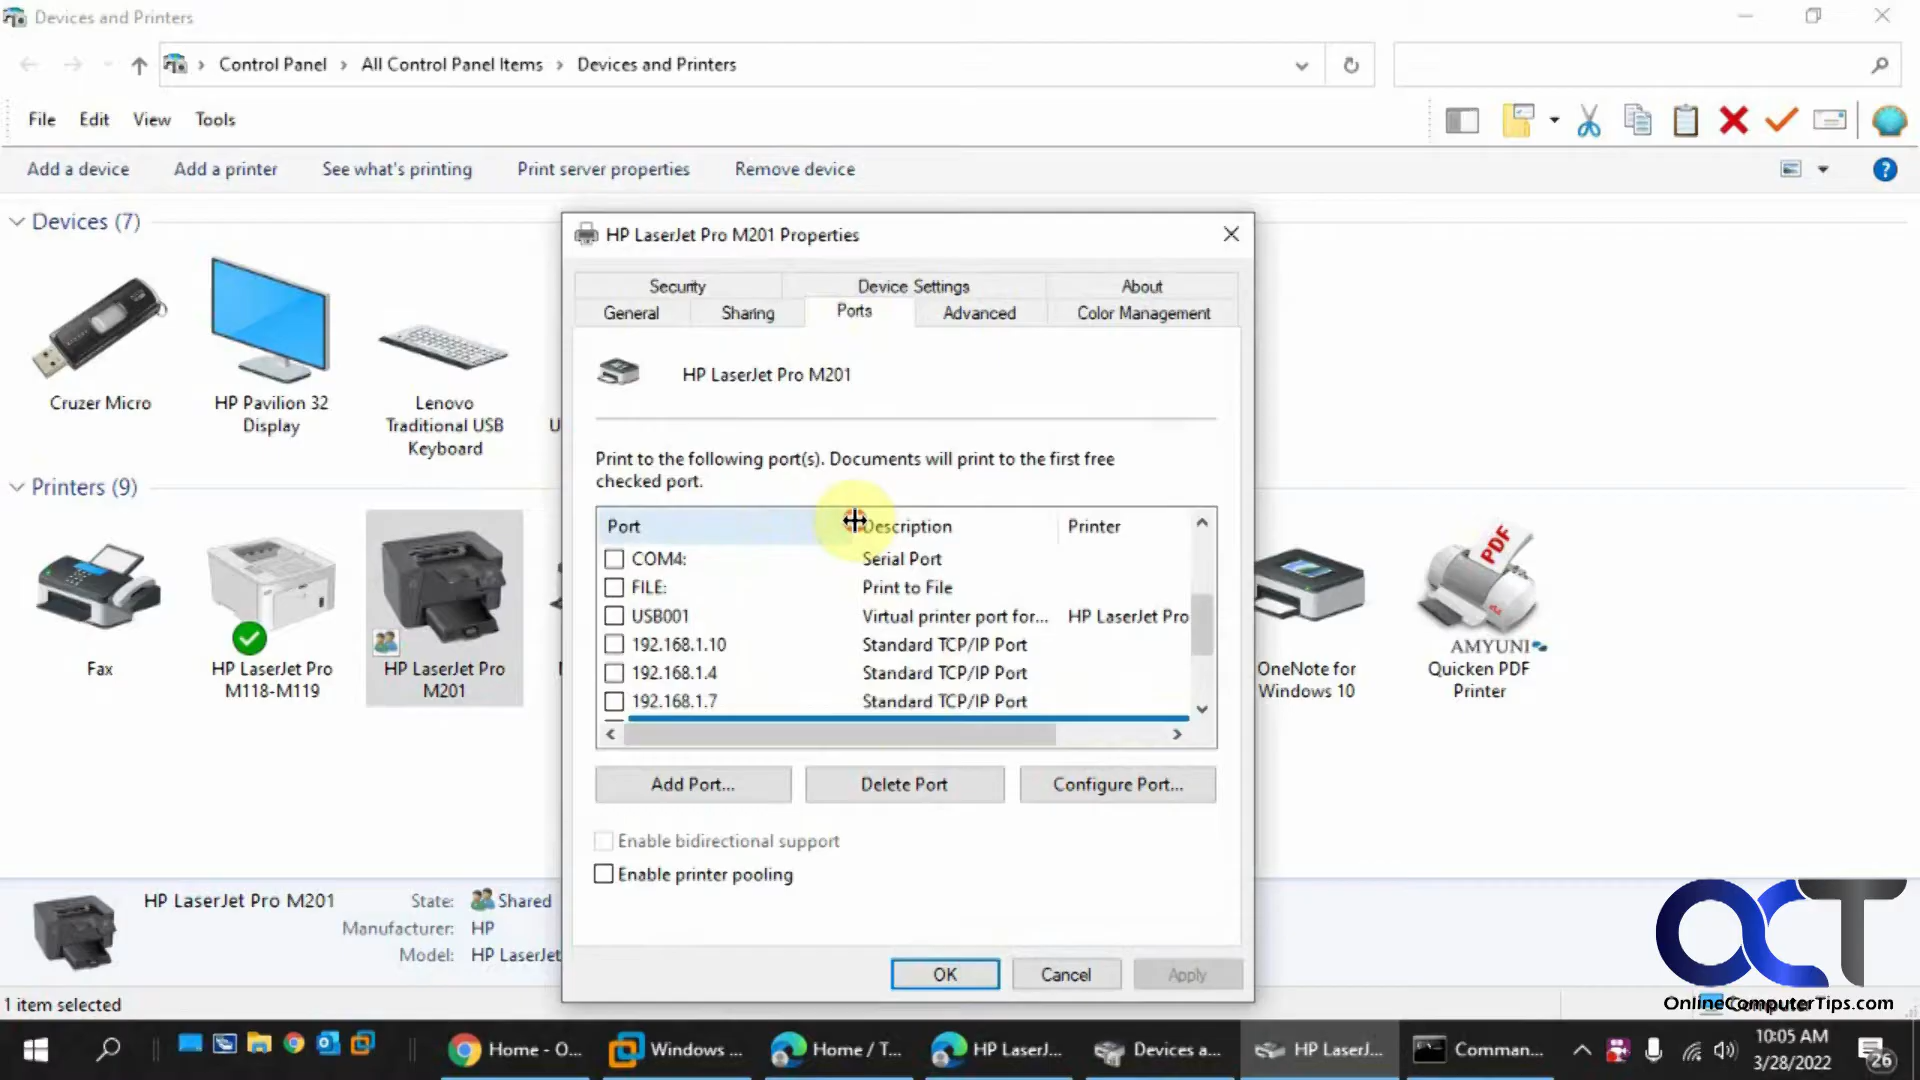 Devices and Printers
Control Panel > All Control Panel Items > Devices and Printers
File Edit View Tools
Add a device Add a printer See what's printing Print server properties Remove device
Devices (7)
Cruzer Micro
HP Pavilion 32
Display
Lenovo
Traditional USB
Keyboard
U
Printers (9)
Fax
HP LaserJet Pro
M118-M119
HP LaserJet Pro
M201
OneNote for
Windows 10
PDF
AMYUNI
Quicken PDF
Printer
HP LaserJet Pro M201 Properties
Security Device Settings About
General Sharing Ports Advanced Color Management
HP LaserJet Pro M201
Print to the following port(s). Documents will print to the first free
checked port.
Port Description Printer
COM4: Serial Port
FILE: Print to File
USB001 Virtual printer port for... HP LaserJet Pro
192.168.1.10 Standard TCP/IP Port
192.168.1.4 Standard TCP/IP Port
192.168.1.7 Standard TCP/IP Port
Add Port... Delete Port Configure Port...
Enable bidirectional support
Enable printer pooling
OK Cancel Apply
HP LaserJet Pro M201 State: Shared
Manufacturer: HP
Model: HP LaserJet
1 item selected
OCT
OnlineComputerTips.com
Home - O... Windows ... Home / T... HP LaserJ... Devices a... HP LaserJ... Comman...
10:05 AM
3/28/2022
26